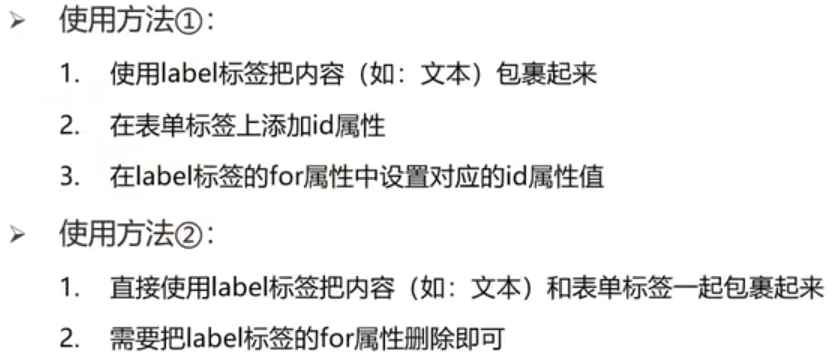 ➢ 使用方法①：
1. 使用label标签把内容（如：文本）包裹起来
2. 在表单标签上添加id属性
3. 在label标签的for属性中设置对应的id属性值
➢ 使用方法②：
1. 直接使用label标签把内容（如：文本）和表单标签一起包裹起来
2. 需要把label标签的for属性删除即可